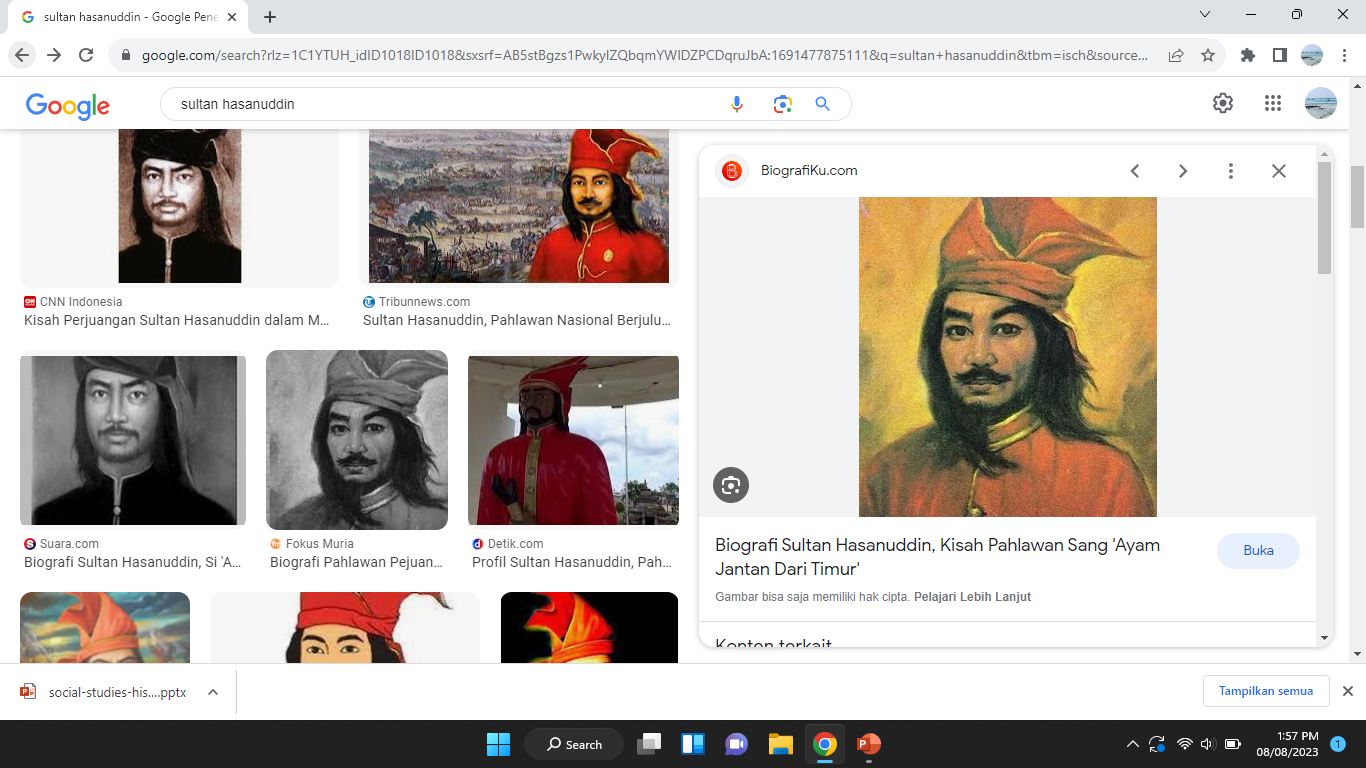 sultan hasanuddin - Google Pene
google.com/search?rlz=1C1YTUH_idID1018ID1018&sxsrf=AB5stBgzs1PwkyIZQbqmYWIDZPCDqruJbA:1691477875111&q=sultan+hasanuddin&tbm=isch&source...
Google
sultan hasanuddin
CNN Indonesia
Kisah Perjuangan Sultan Hasanuddin dalam M...
Tribunnews.com
Sultan Hasanuddin, Pahlawan Nasional Berjulu...
Suara.com
Biografi Sultan Hasanuddin, Si 'A...
Fokus Muria
Biografi Pahlawan Pejuan...
Detik.com
Profil Sultan Hasanuddin, Pah...
BiografiKu.com
Biografi Sultan Hasanuddin, Kisah Pahlawan Sang 'Ayam
Jantan Dari Timur'
Buka
Gambar bisa saja memiliki hak cipta. Pelajari Lebih Lanjut
Konten terkait
social-studies-his....pptx
Tampilkan semua
Search
1:57 PM
08/08/2023
1